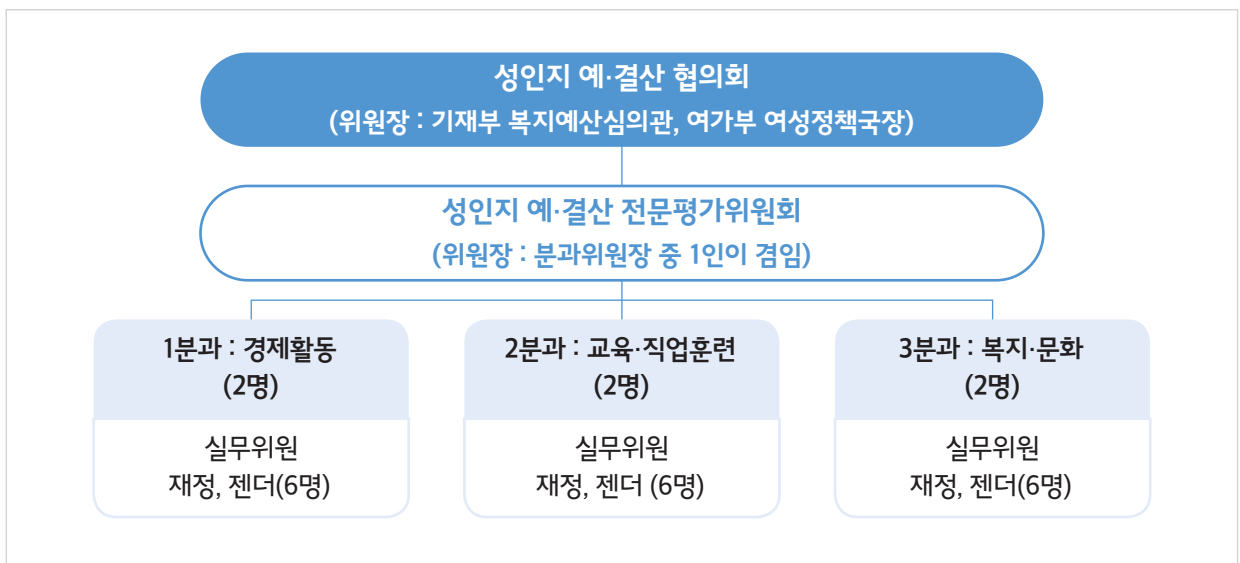 성인지 예·결산 협의회
(위원장 : 기재부 복지예산심의관, 여가부 여성정책국장)
성인지 예·결산 전문평가위원회
(위원장 : 분과위원장 중 1인이 겸임)
1분과 : 경제활동
(2명)
실무위원
재정, 젠더(6명)
2분과 : 교육·직업훈련
(2명)
실무위원
재정, 젠더 (6명)
3분과 : 복지·문화
(2명)
실무위원
재정, 젠더(6명)